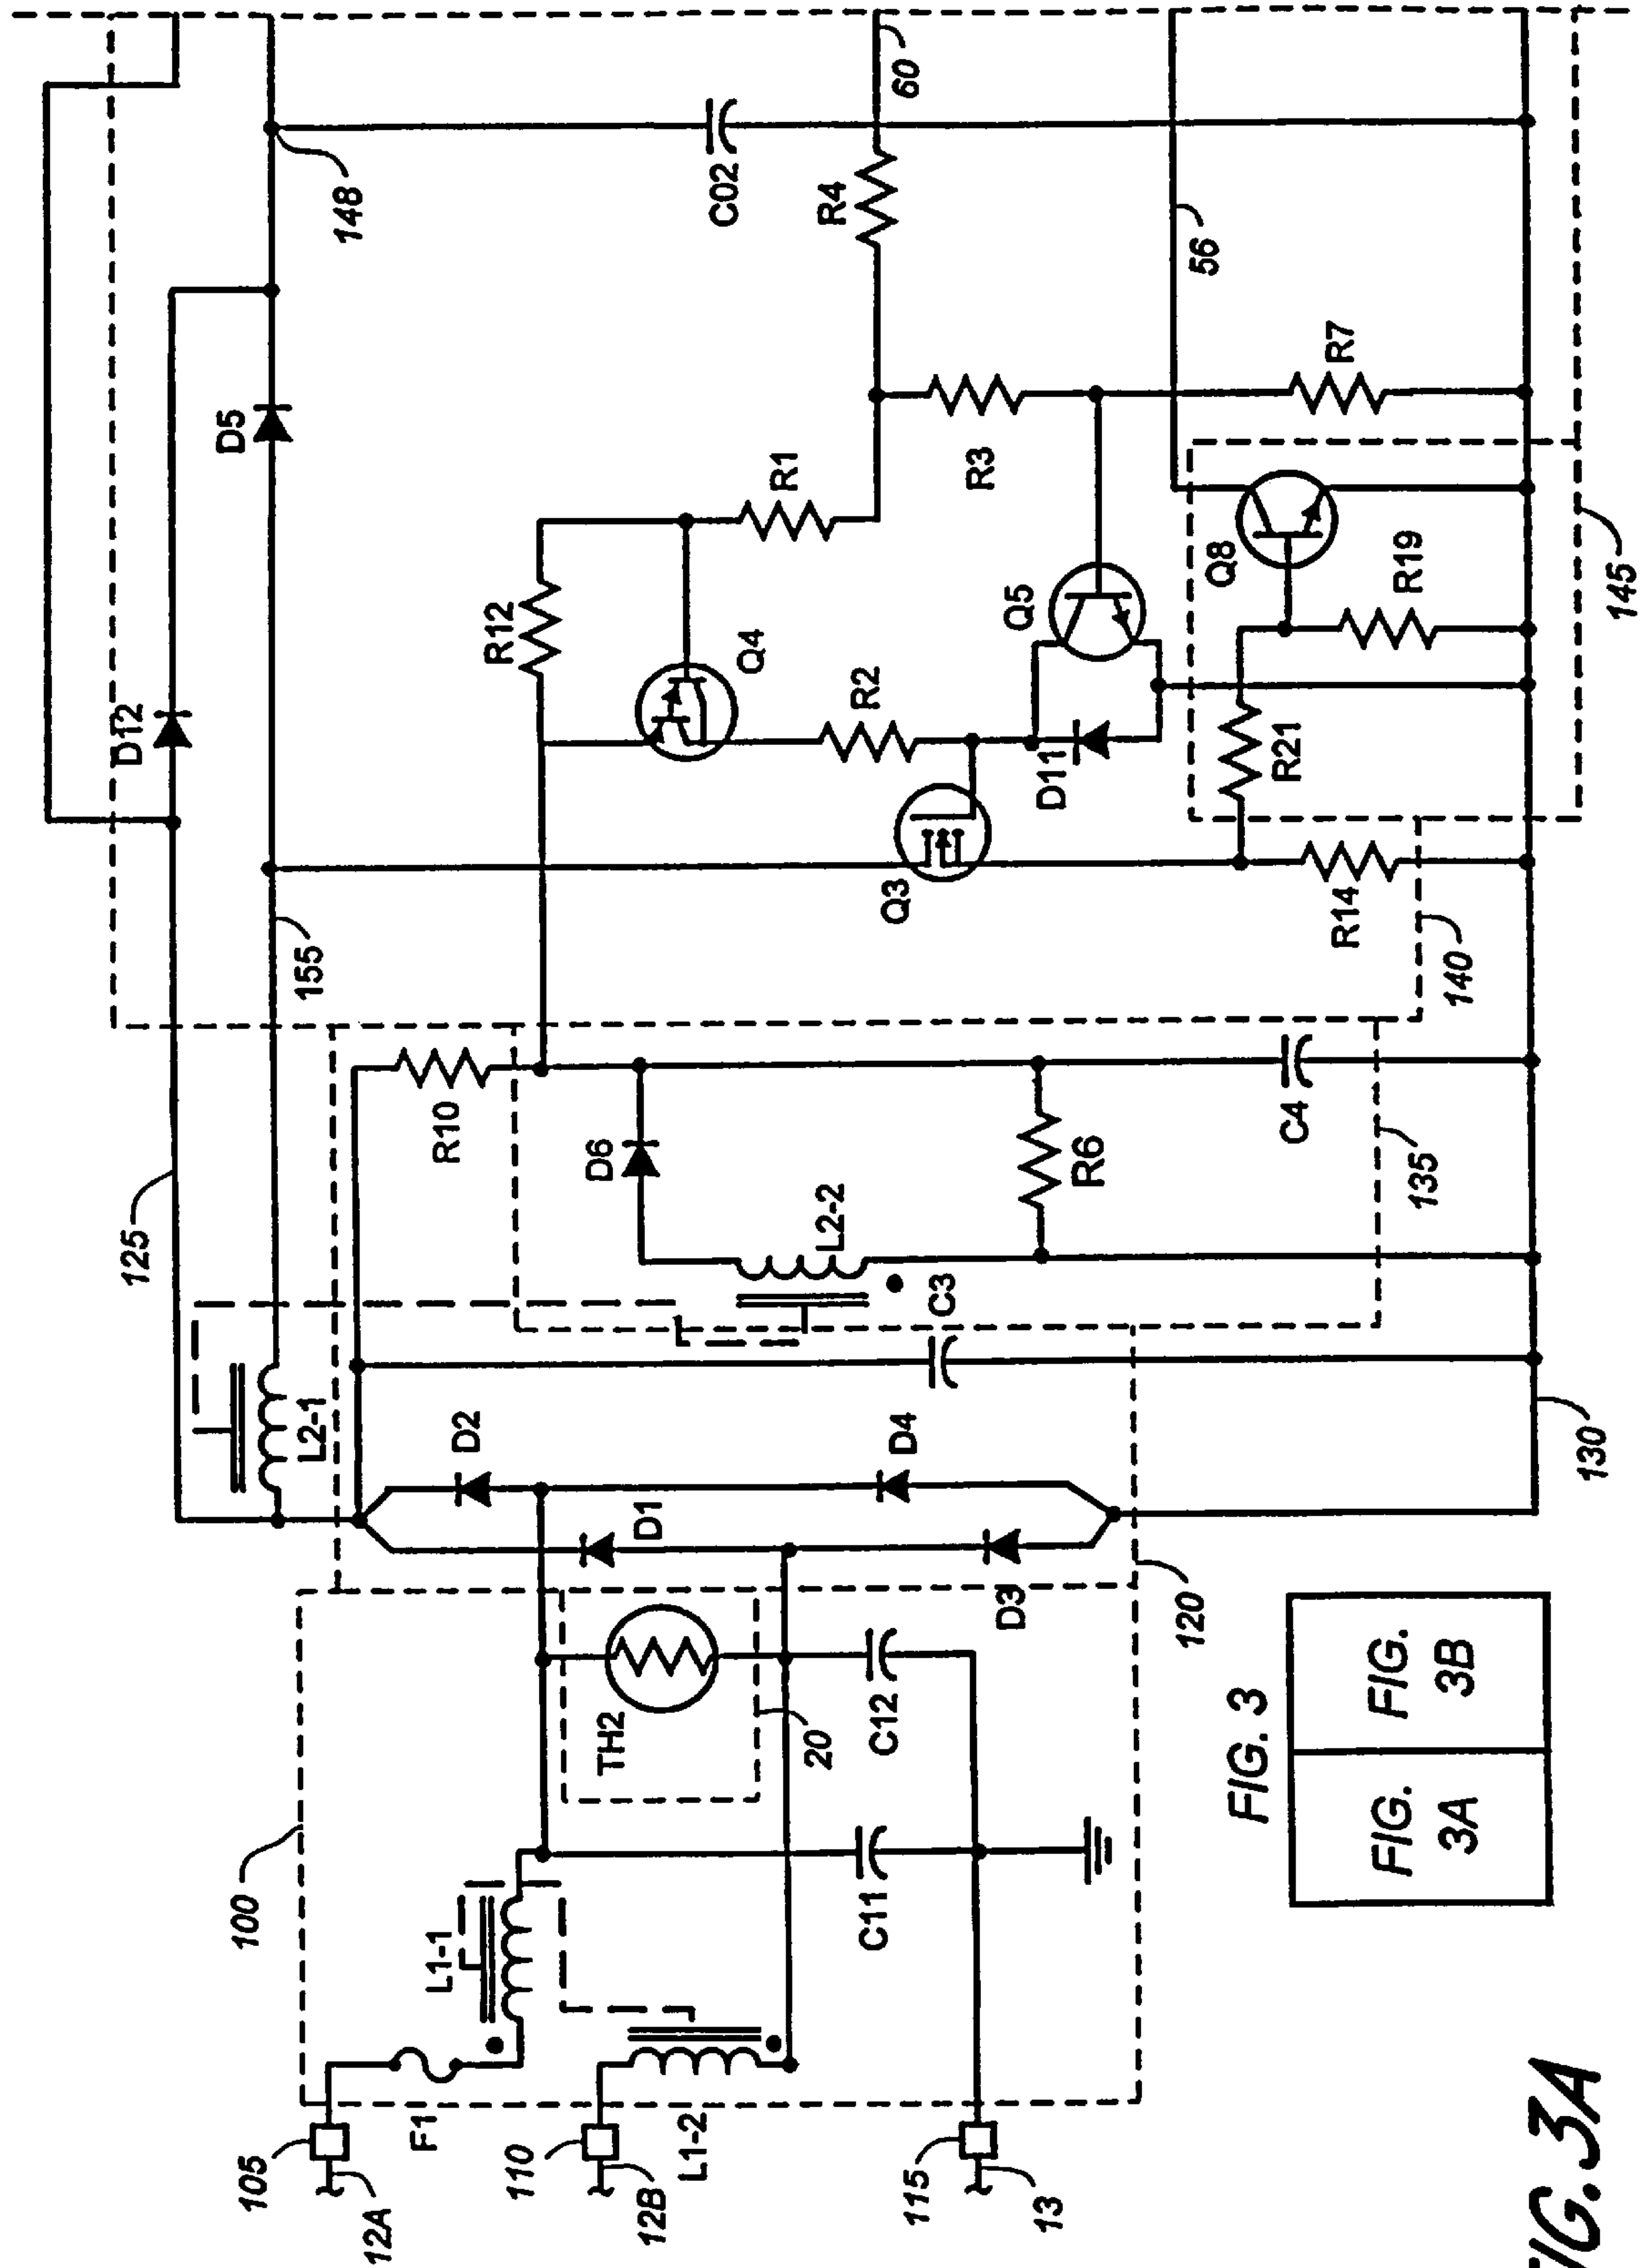 125
155
D12
D5
148
L2-1
R10
R12
R1
60
C02
R4
D2
D1
D6
Q4
R2
R3
L2-2
Q3
Q5
56
C3
D4
R6
D11
Q8
R7
D3
C4
R21
R19
R14
135
140
145
130
120
100
105
12A
F1
L1-1
TH2
20
110
12B
L1-2
C11
C12
115
13
FIG. 3
FIG.
3A
FIG.
3B
FIG. 3A